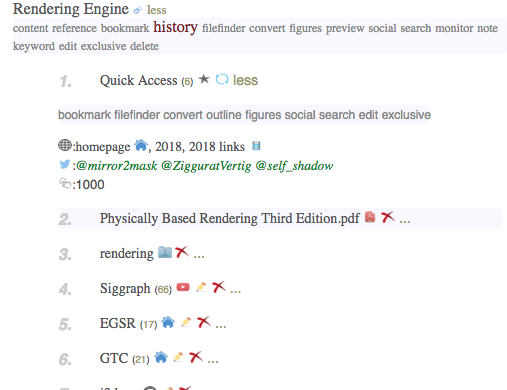 Rendering Engine less
content reference bookmark history filefinder convert figures preview social search monitor note
keyword edit exclusive delete
1. Quick Access (6) less
bookmark filefinder convert outline figures social search edit exclusive
:homepage , 2018, 2018 links
:@mirror2mask @ZigguratVertig @self_shadow
:1000
2. Physically Based Rendering Third Edition.pdf ...
3. rendering ...
4. Siggraph (66) ...
5. EGSR (17) ...
6. GTC (21) ...